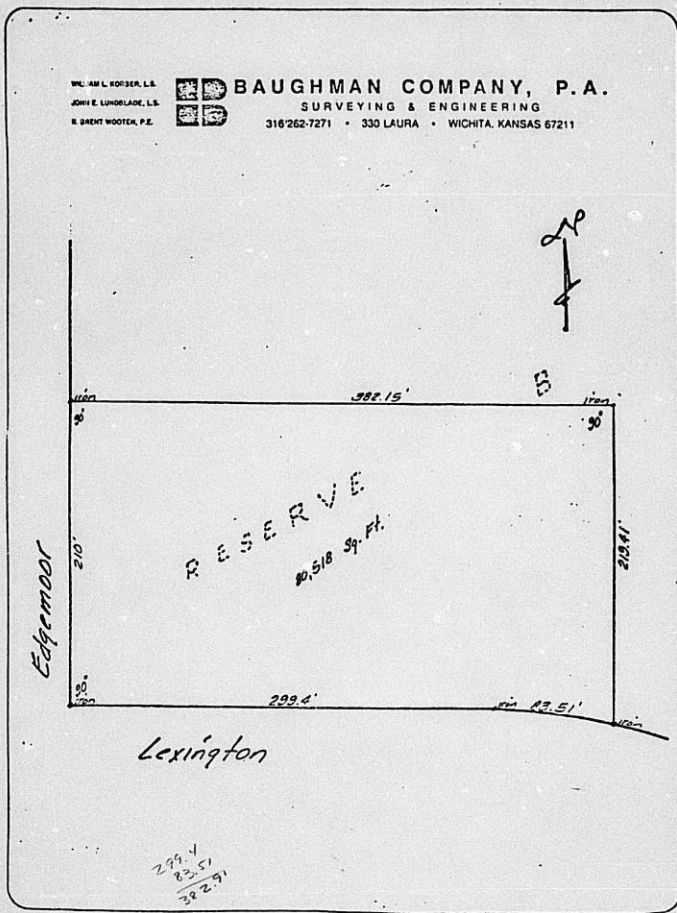 WILLIAM L. KORBER, L.S.
JOHN E. LUNDBLADE, L.S.
N. BRENT WOOTEN, P.E.
BAUGHMAN COMPANY, P.A.
SURVEYING & ENGINEERING
316/262-7271 • 330 LAURA • WICHITA, KANSAS 67211
N
B
iron
382.15'
iron
90°
90°
RESERVE
80,518 Sq. Ft.
210'
219.41'
Edgemoor
90°
iron
299.4'
iron
83.51'
iron
Lexington
299.4
83.51
382.91